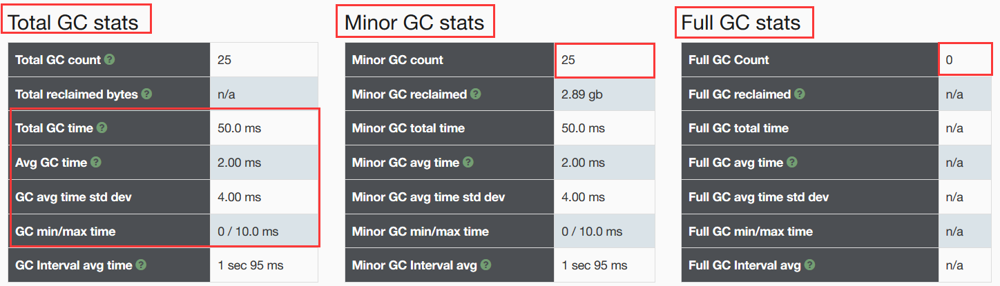 Total GC stats
Total GC count 25
Total reclaimed bytes n/a
Total GC time 50.0 ms
Avg GC time 2.00 ms
GC avg time std dev 4.00 ms
GC min/max time 0 / 10.0 ms
GC Interval avg time 1 sec 95 ms
Minor GC stats
Minor GC count 25
Minor GC reclaimed 2.89 gb
Minor GC total time 50.0 ms
Minor GC avg time 2.00 ms
Minor GC avg time std dev 4.00 ms
Minor GC min/max time 0 / 10.0 ms
Minor GC Interval avg 1 sec 95 ms
Full GC stats
Full GC Count 0
Full GC reclaimed n/a
Full GC total time n/a
Full GC avg time n/a
Full GC avg time std dev n/a
Full GC min/max time n/a
Full GC Interval avg n/a